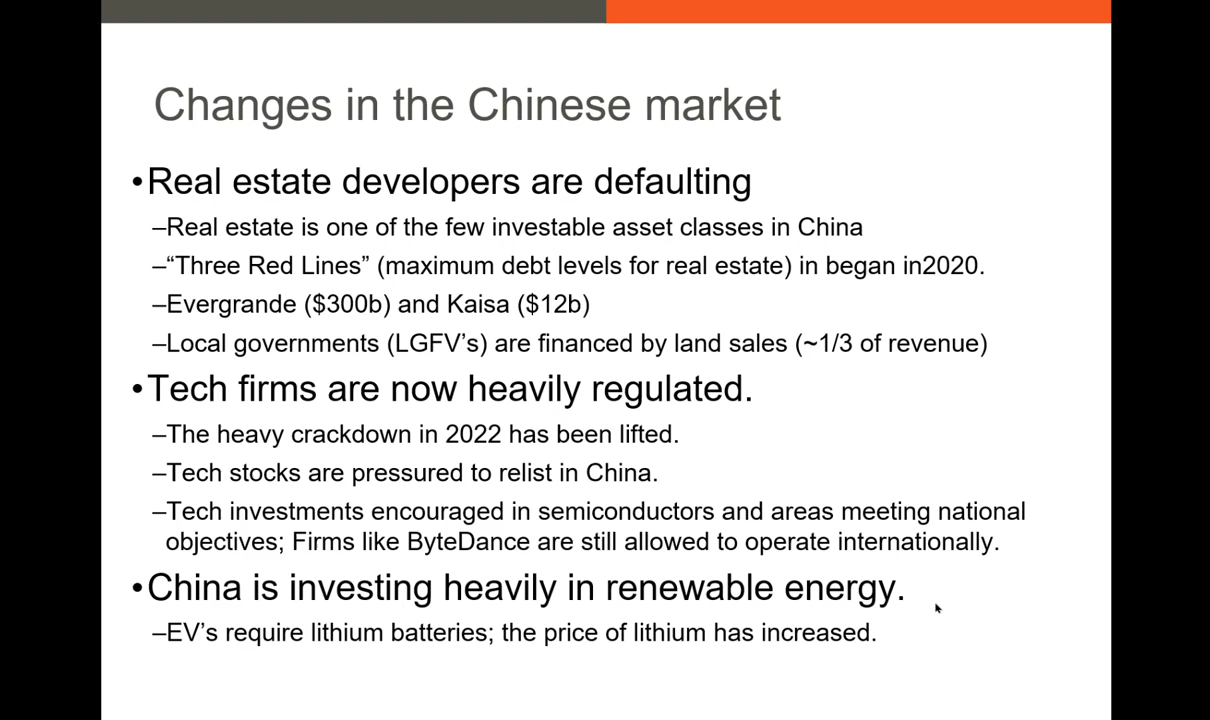 Changes in the Chinese market
•Real estate developers are defaulting
–Real estate is one of the few investable asset classes in China
–“Three Red Lines” (maximum debt levels for real estate) in began in2020.
–Evergrande ($300b) and Kaisa ($12b)
–Local governments (LGFV’s) are financed by land sales (~1/3 of revenue)
•Tech firms are now heavily regulated.
–The heavy crackdown in 2022 has been lifted.
–Tech stocks are pressured to relist in China.
–Tech investments encouraged in semiconductors and areas meeting national
objectives; Firms like ByteDance are still allowed to operate internationally.
•China is investing heavily in renewable energy.
–EV’s require lithium batteries; the price of lithium has increased.